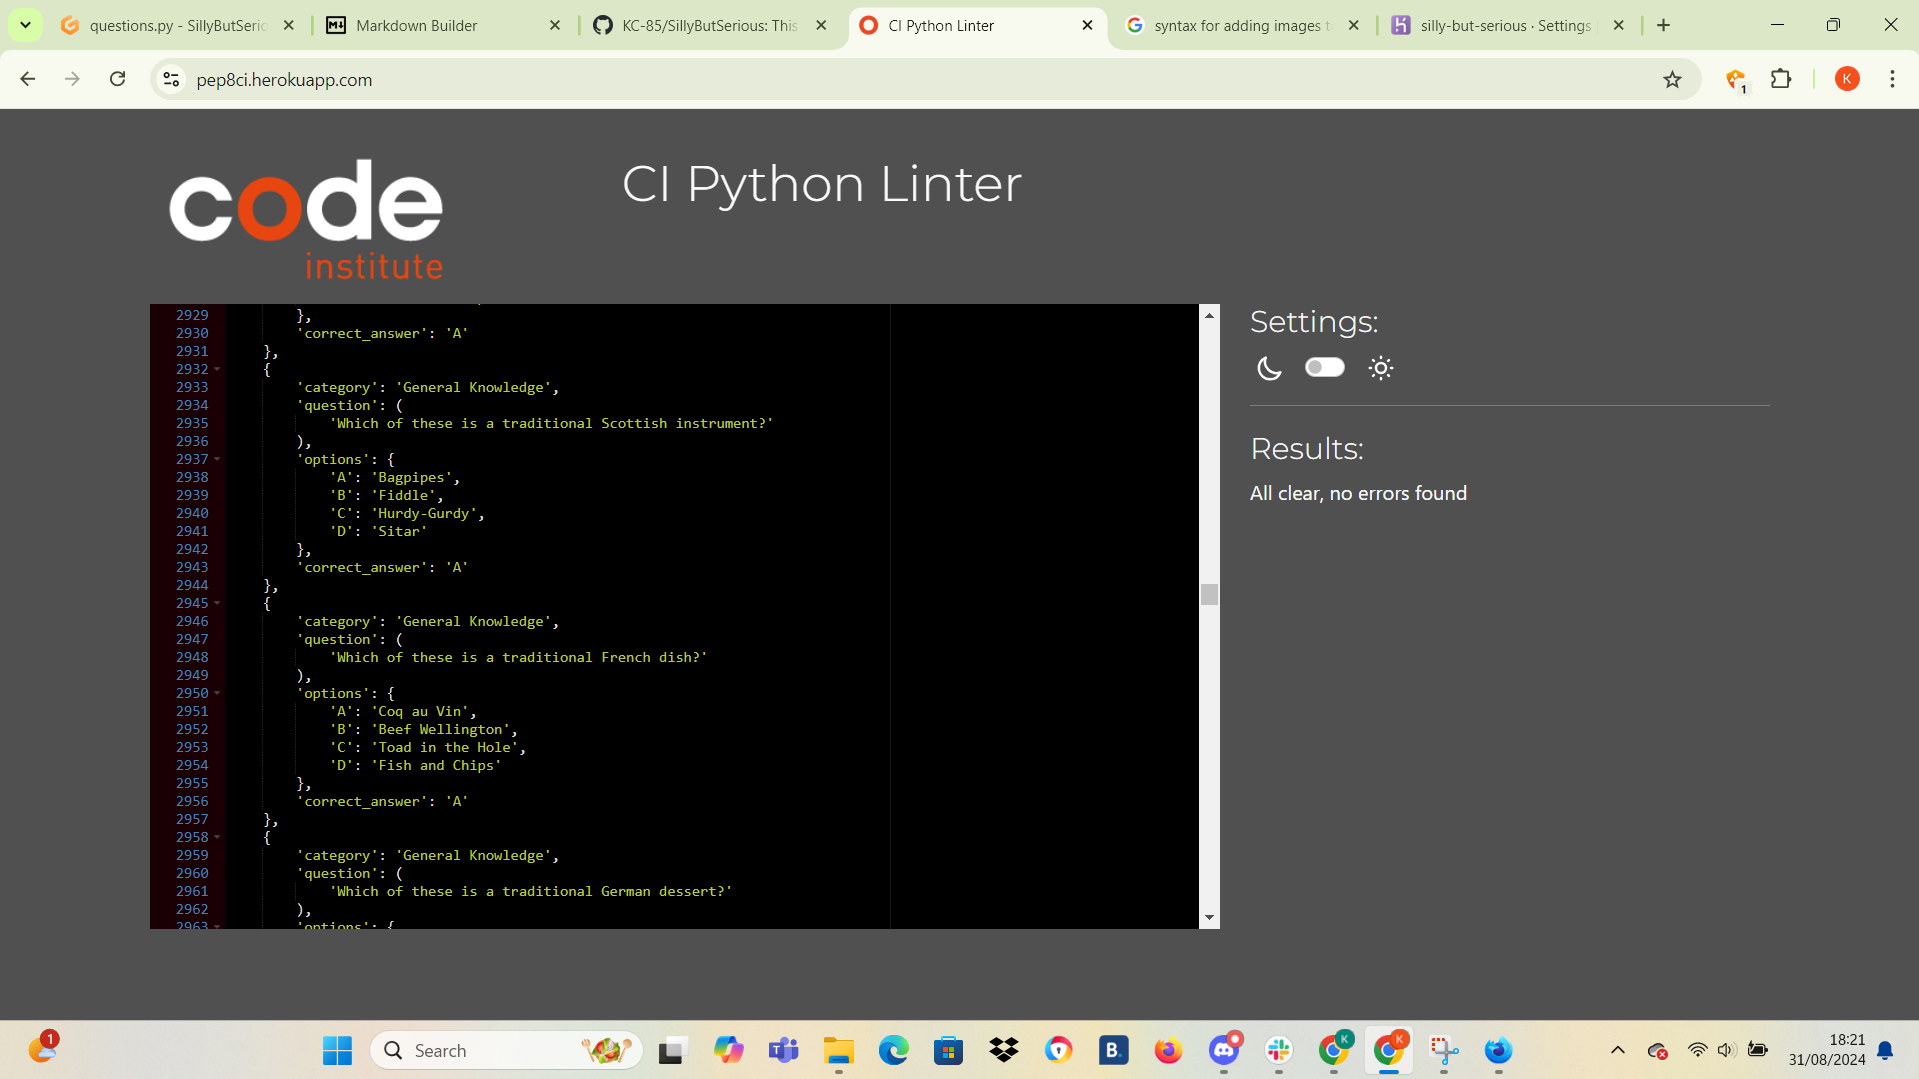 questions.py - SillyButSerio
Markdown Builder
KC-85/SillyButSerious: This
CI Python Linter
syntax for adding images t
silly-but-serious · Settings
pep8ci.herokuapp.com
1
K
code
institute
CI Python Linter
2929 },
2930 'correct_answer': 'A'
2931 },
2932 {
2933 'category': 'General Knowledge',
2934 'question': (
2935 'Which of these is a traditional Scottish instrument?'
2936 ),
2937 'options': {
2938 'A': 'Bagpipes',
2939 'B': 'Fiddle',
2940 'C': 'Hurdy-Gurdy',
2941 'D': 'Sitar'
2942 },
2943 'correct_answer': 'A'
2944 },
2945 {
2946 'category': 'General Knowledge',
2947 'question': (
2948 'Which of these is a traditional French dish?'
2949 ),
2950 'options': {
2951 'A': 'Coq au Vin',
2952 'B': 'Beef Wellington',
2953 'C': 'Toad in the Hole',
2954 'D': 'Fish and Chips'
2955 },
2956 'correct_answer': 'A'
2957 },
2958 {
2959 'category': 'General Knowledge',
2960 'question': (
2961 'Which of these is a traditional German dessert?'
2962 ),
2963 'options': {
Settings:
Results:
All clear, no errors found
1
Search
B.
K
K
18:21
31/08/2024